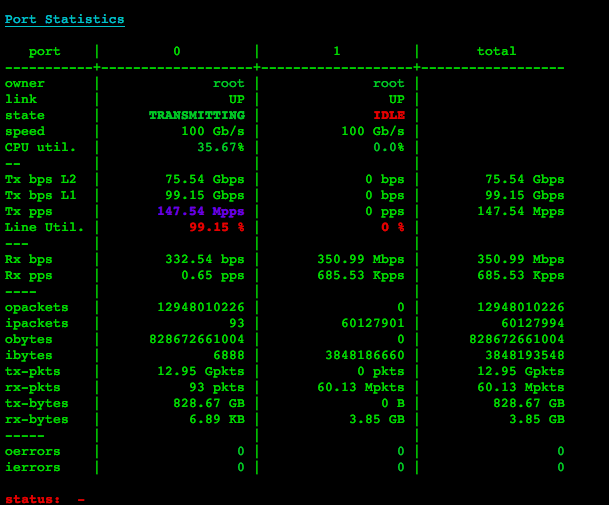 Port Statistics
port | 0 | 1 | total
-----------+-------------------+-------------------+------------------
owner | root | root |
link | UP | UP |
state | TRANSMITTING | IDLE |
speed | 100 Gb/s | 100 Gb/s |
CPU util. | 35.67% | 0.0% |
-- | | |
Tx bps L2 | 75.54 Gbps | 0 bps | 75.54 Gbps
Tx bps L1 | 99.15 Gbps | 0 bps | 99.15 Gbps
Tx pps | 147.54 Mpps | 0 pps | 147.54 Mpps
Line Util. | 99.15 % | 0 % |
--- | | |
Rx bps | 332.54 bps | 350.99 Mbps | 350.99 Mbps
Rx pps | 0.65 pps | 685.53 Kpps | 685.53 Kpps
---- | | |
opackets | 12948010226 | 0 | 12948010226
ipackets | 93 | 60127901 | 60127994
obytes | 828672661004 | 0 | 828672661004
ibytes | 6888 | 3848186660 | 3848193548
tx-pkts | 12.95 Gpkts | 0 pkts | 12.95 Gpkts
rx-pkts | 93 pkts | 60.13 Mpkts | 60.13 Mpkts
tx-bytes | 828.67 GB | 0 B | 828.67 GB
rx-bytes | 6.89 KB | 3.85 GB | 3.85 GB
----- | | |
oerrors | 0 | 0 | 0
ierrors | 0 | 0 | 0
status: -